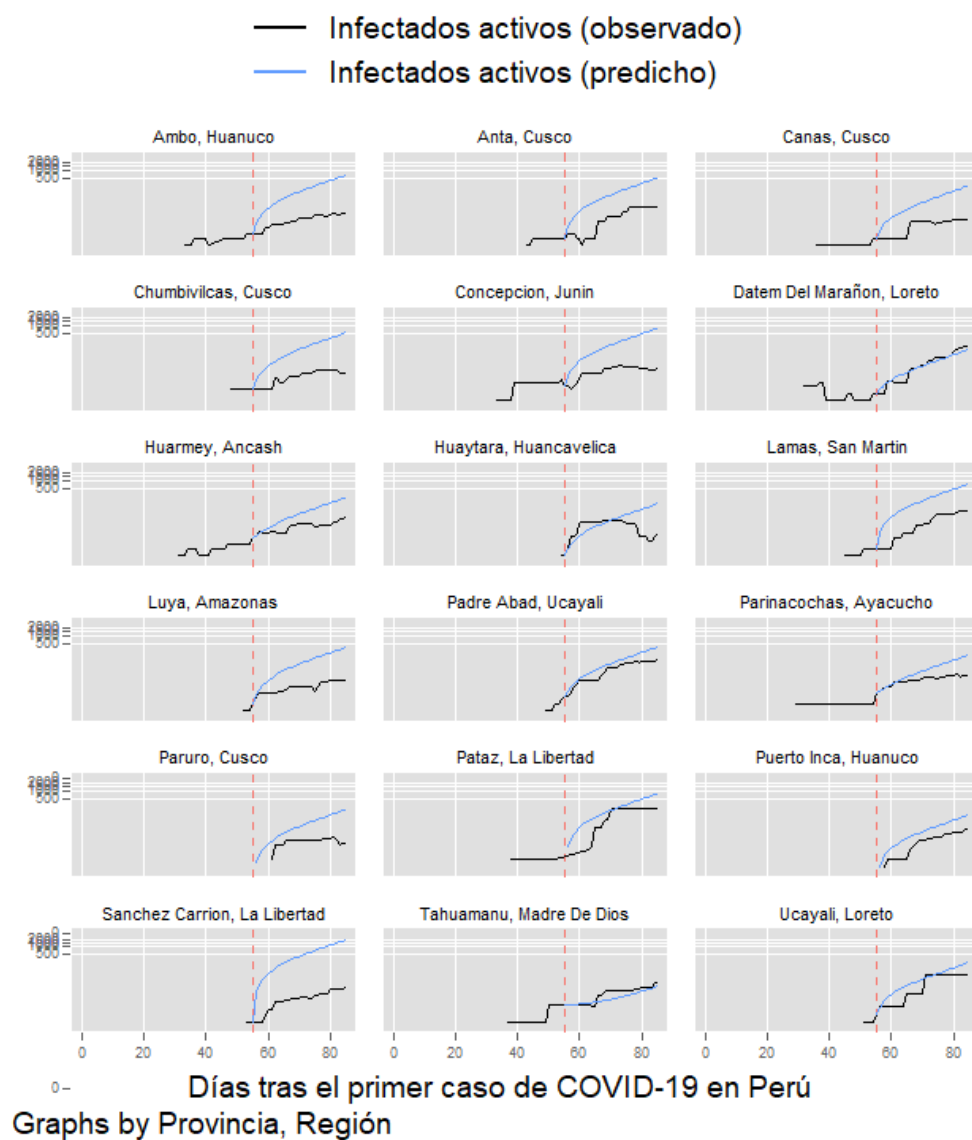 Infectados activos (observado)
Infectados activos (predicho)
Ambo, Huanuco
Anta, Cusco
Canas, Cusco
500
Chumbivilcas, Cusco
Concepcion, Junin
Datem Del Marañon, Loreto
500
Huarmey, Ancash
Huaytara, Huancavelica
Lamas, San Martin
500
Luya, Amazonas
Padre Abad, Ucayali
Parinacochas, Ayacucho
500
Paruro, Cusco
Pataz, La Libertad
Puerto Inca, Huanuco
0
500
Sanchez Carrion, La Libertad
Tahuamanu, Madre De Dios
Ucayali, Loreto
0
500
0 20 40 60 80 0 20 40 60 80 0 20 40 60 80
0
Días tras el primer caso de COVID-19 en Perú
Graphs by Provincia, Región